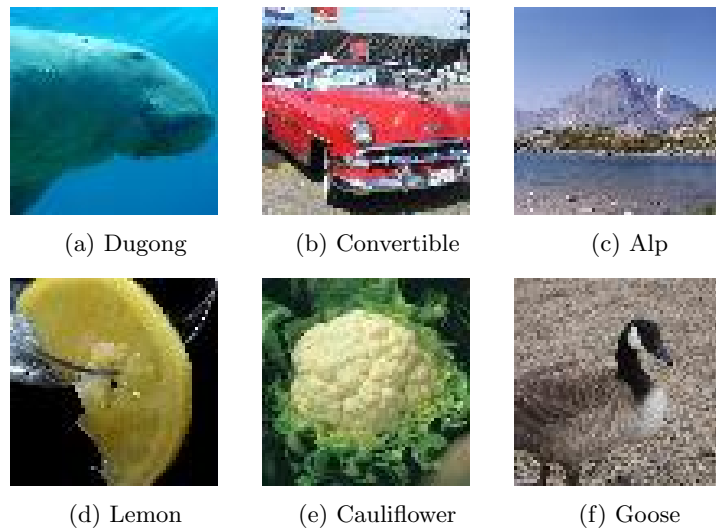 (a) Dugong
(b) Convertible
(c) Alp
(d) Lemon
(e) Cauliflower
(f) Goose